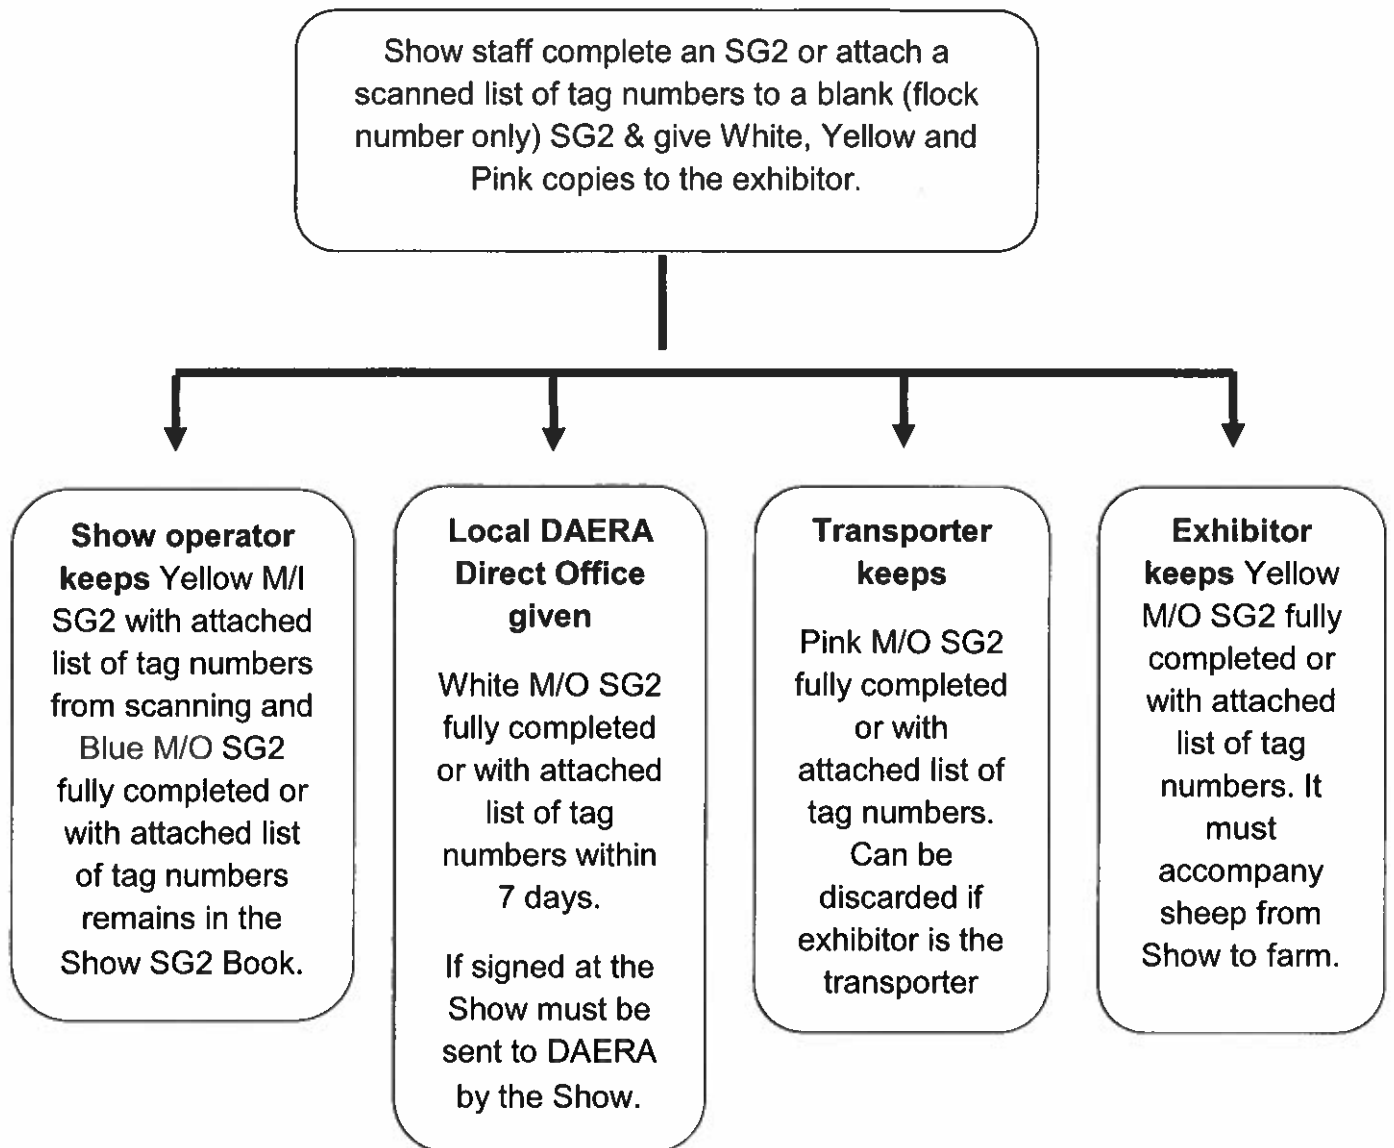 Show staff complete an SG2 or attach a
scanned list of tag numbers to a blank (flock
number only) SG2 & give White, Yellow and
Pink copies to the exhibitor.
Show operator
keeps Yellow M/I
SG2 with attached
list of tag numbers
from scanning and
Blue M/O SG2
fully completed or
with attached list
of tag numbers
remains in the
Show SG2 Book.
Local DAERA
Direct Office
given
White M/O SG2
fully completed
or with attached
list of tag
numbers within
7 days.
If signed at the
Show must be
sent to DAERA
by the Show.
Transporter
keeps
Pink M/O SG2
fully completed
or with
attached list of
tag numbers.
Can be
discarded if
exhibitor is the
transporter
Exhibitor
keeps Yellow
M/O SG2 fully
completed or
with attached
list of tag
numbers. It
must
accompany
sheep from
Show to farm.